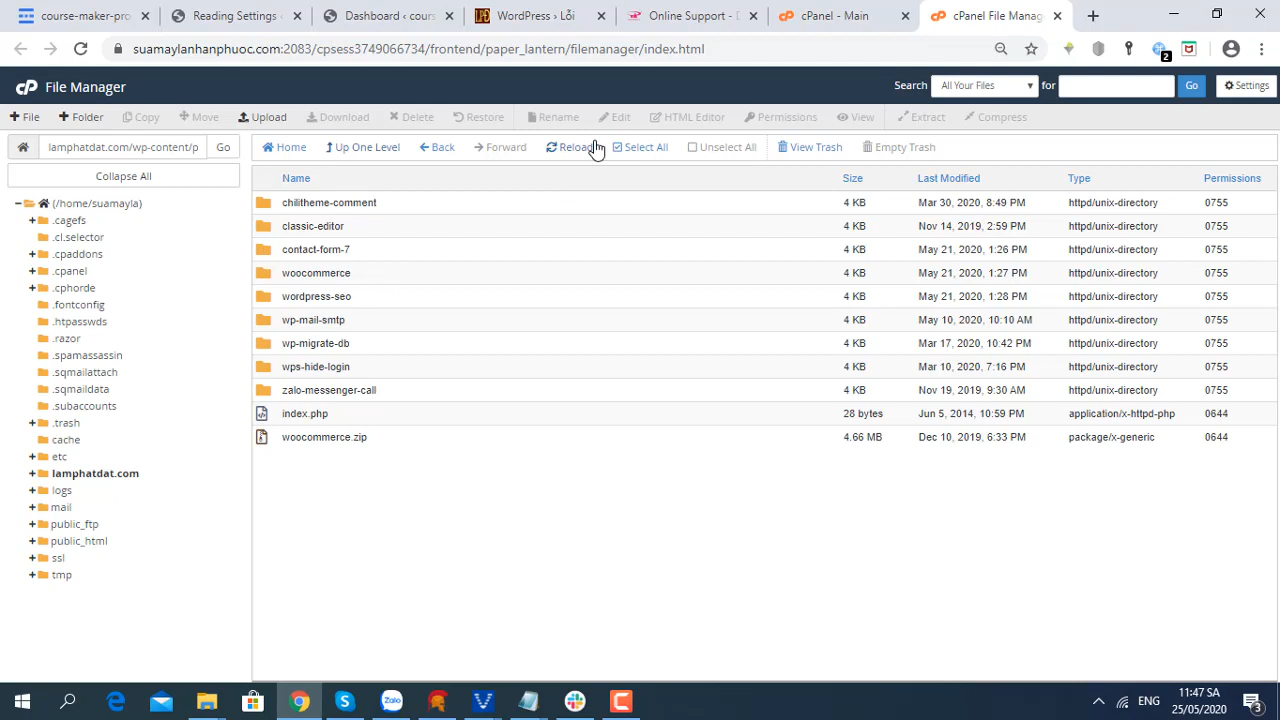 course-maker-pro
Reading Settings ‹
Dashboard ‹ cours
WordPress › Lỗi
Online Support
cPanel - Main
cPanel File Manag
suamaylanhanphuoc.com:2083/cpsess3749066734/frontend/paper_lantern/filemanager/index.html
2
cP File Manager
Search All Your Files for Go Settings
File Folder Copy Move Upload Download Delete Restore Rename Edit HTML Editor Permissions View Extract Compress
lamphatdat.com/wp-content/p Go
Home Up One Level Back Forward Reload Select All Unselect All View Trash Empty Trash
Collapse All
(/home/suamayla)
.cagefs
.cl.selector
.cpaddons
.cpanel
.cphorde
.fontconfig
.htpasswds
.razor
.spamassassin
.sqmailattach
.sqmaildata
.subaccounts
.trash
cache
etc
lamphatdat.com
logs
mail
public_ftp
public_html
ssl
tmp
Name Size Last Modified Type Permissions
chilitheme-comment 4 KB Mar 30, 2020, 8:49 PM httpd/unix-directory 0755
classic-editor 4 KB Nov 14, 2019, 2:59 PM httpd/unix-directory 0755
contact-form-7 4 KB May 21, 2020, 1:26 PM httpd/unix-directory 0755
woocommerce 4 KB May 21, 2020, 1:27 PM httpd/unix-directory 0755
wordpress-seo 4 KB May 21, 2020, 1:28 PM httpd/unix-directory 0755
wp-mail-smtp 4 KB May 10, 2020, 10:10 AM httpd/unix-directory 0755
wp-migrate-db 4 KB Mar 17, 2020, 10:42 PM httpd/unix-directory 0755
wps-hide-login 4 KB Mar 10, 2020, 7:16 PM httpd/unix-directory 0755
zalo-messenger-call 4 KB Nov 19, 2019, 9:30 AM httpd/unix-directory 0755
index.php 28 bytes Jun 5, 2014, 10:59 PM application/x-httpd-php 0644
woocommerce.zip 4.66 MB Dec 10, 2019, 6:33 PM package/x-generic 0644
Zalo
ENG
11:47 SA
25/05/2020
3